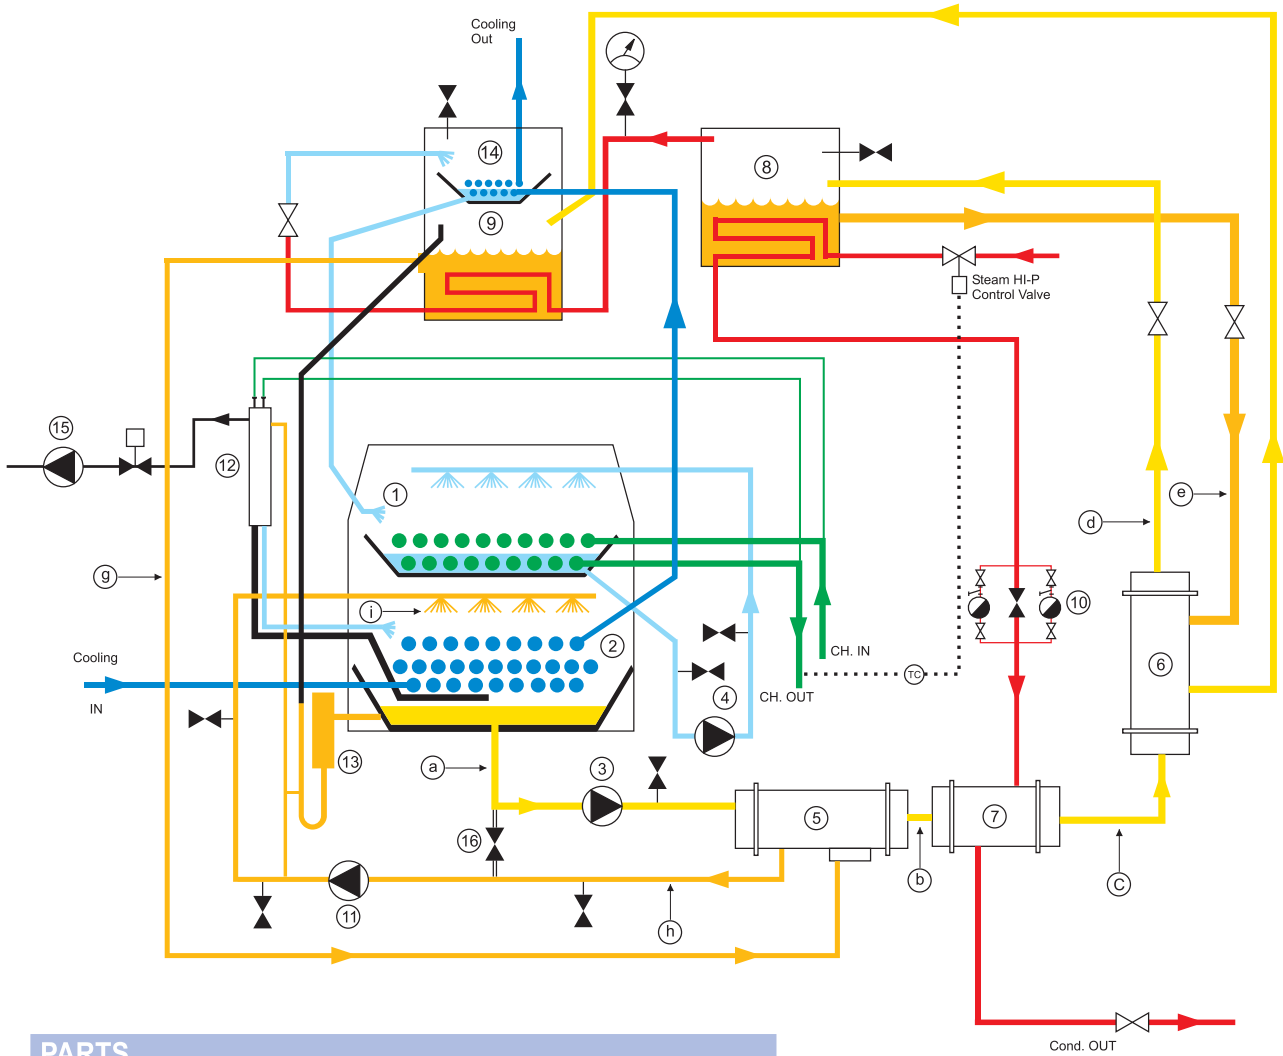 Cooling
Out
14
8
9
Steam HI-P
Control Valve
15
12
1
e
d
g
i
2
10
CH. IN
TC
Cooling
IN
CH. OUT
4
6
13
a
3
16
5
7
b
C
11
h
Cond. OUT
PARTS